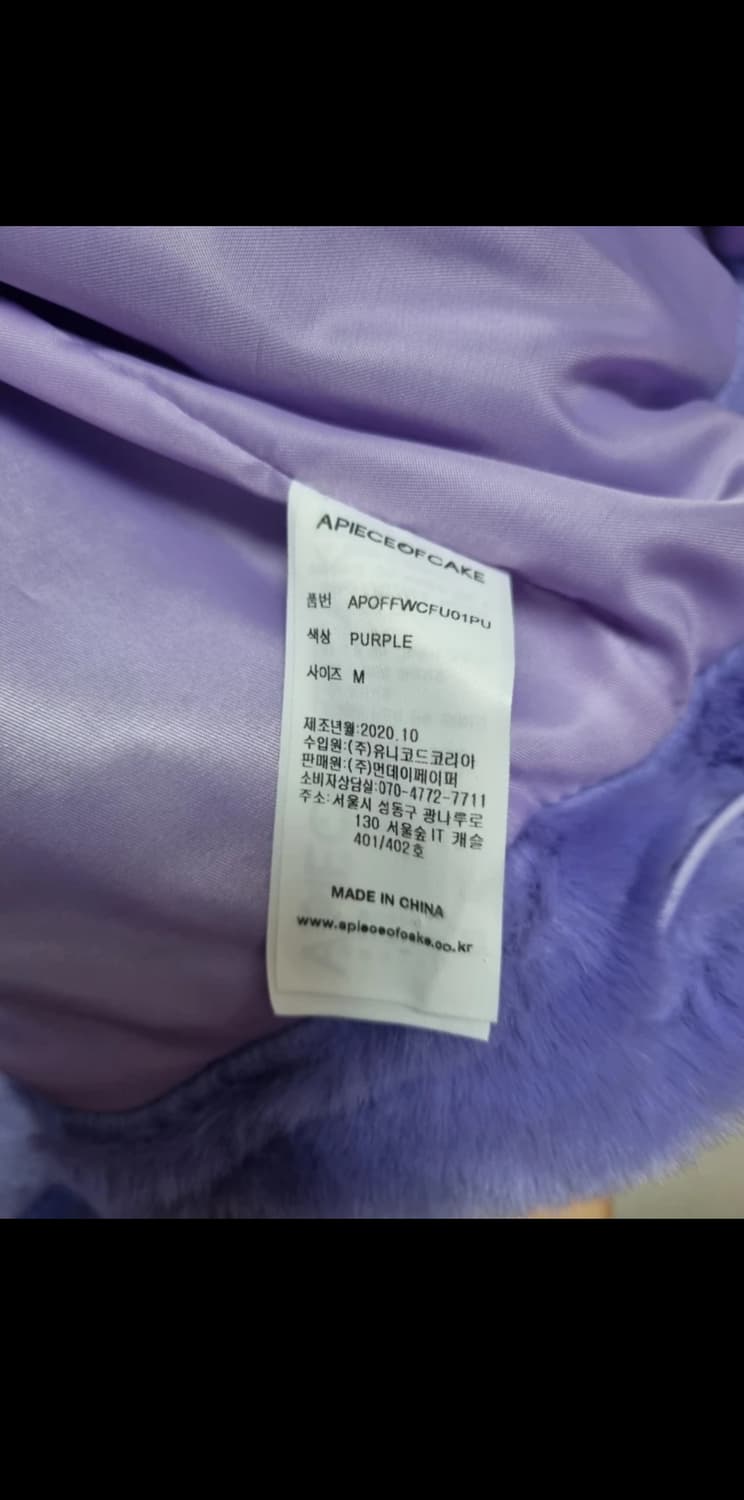 APIECEOFCAKE
품번 APOFFWCFU01PU
색상 PURPLE
사이즈 M
제조년월:2020.10
수입원:(주)유니코드코리아
판매원:(주)먼데이페이퍼
소비자상담실:070-4772-7711
주소:서울시 성동구 광나루로
130 서울숲IT 캐슬
401/402호
MADE IN CHINA
www.apieceofcake.co.kr